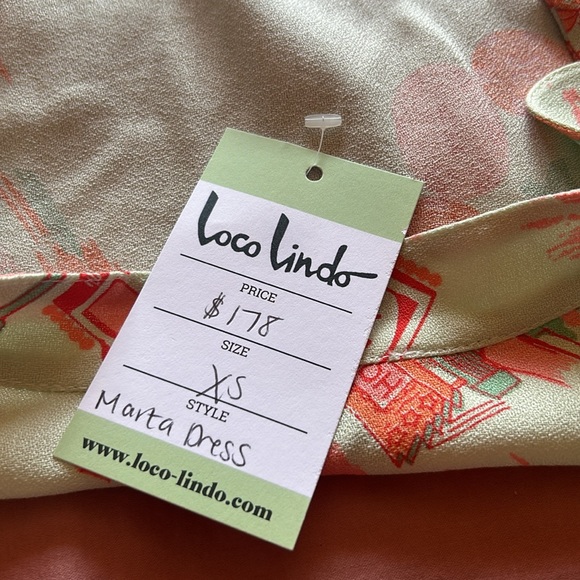 Loco Lindo
PRICE
$178
SIZE
XS
STYLE
Marta Dress
www.loco-lindo.com